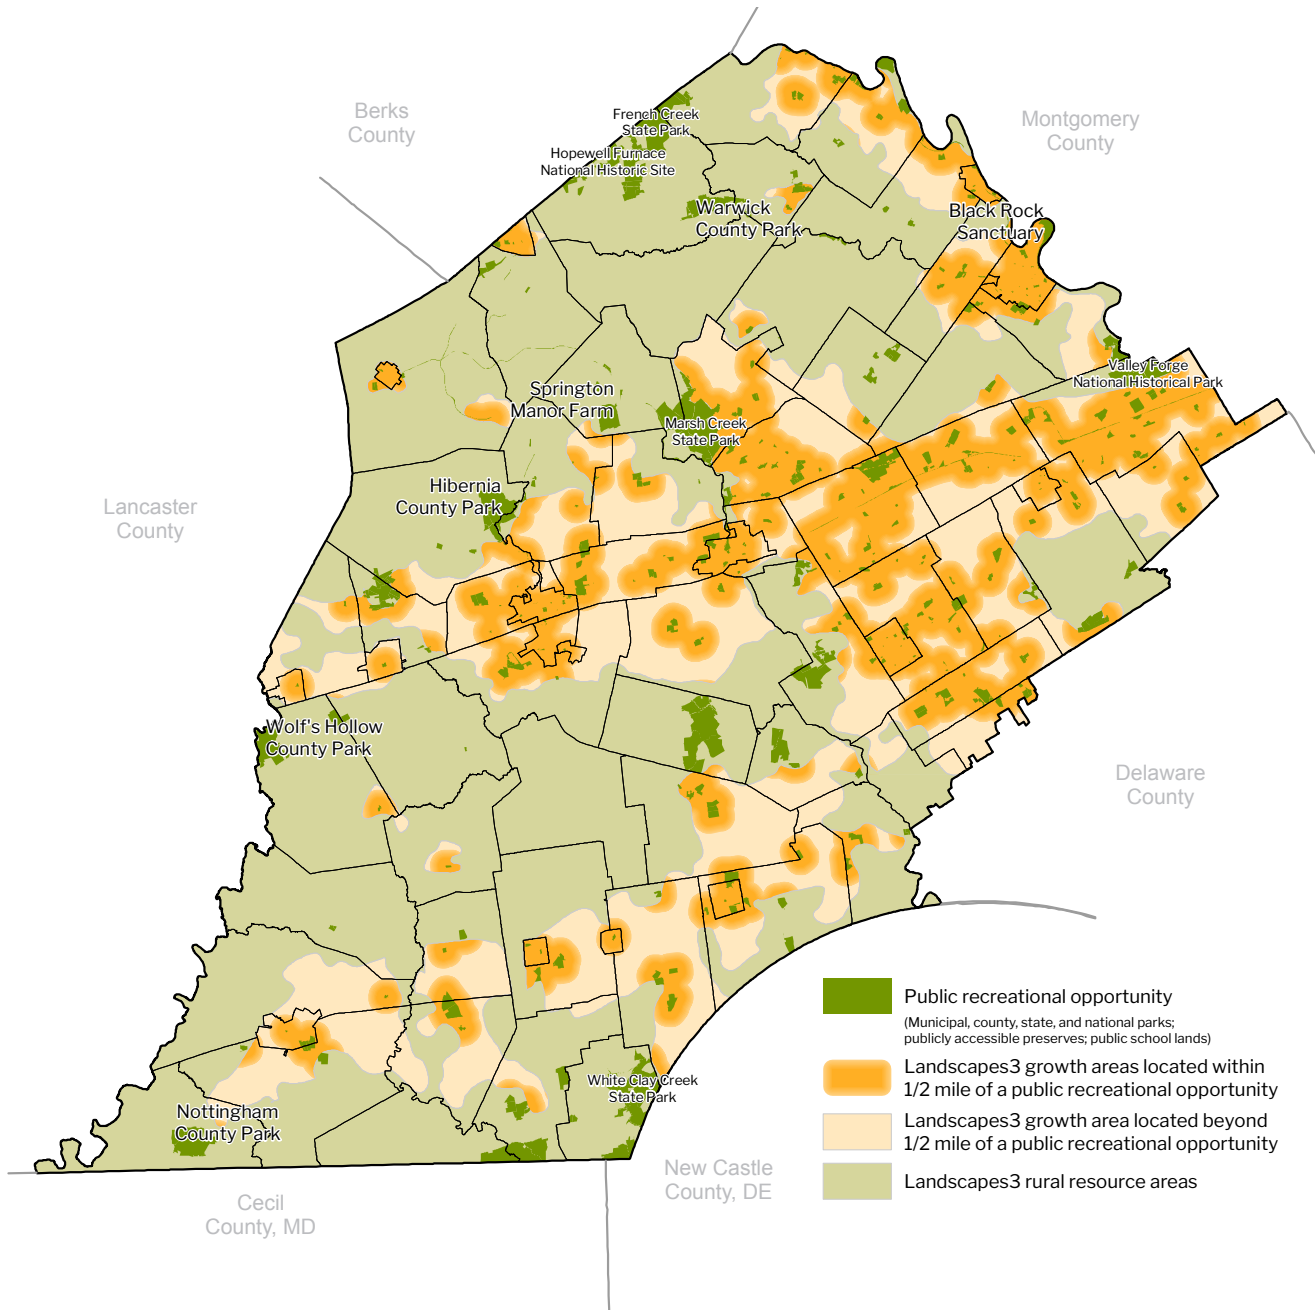 Berks
County
French Creek
State Park
Montgomery
County
Hopewell Furnace
National Historic Site
Warwick
County Park
Black Rock
Sanctuary
Valley Forge
National Historical Park
Springton
Manor Farm
Marsh Creek
State Park
Hibernia
County Park
Lancaster
County
Wolf's Hollow
County Park
Delaware
County
Public recreational opportunity
(Municipal, county, state, and national parks;
publicly accessible preserves; public school lands)
Landscapes3 growth areas located within
1/2 mile of a public recreational opportunity
Landscapes3 growth area located beyond
1/2 mile of a public recreational opportunity
Landscapes3 rural resource areas
White Clay Creek
State Park
Nottingham
County Park
New Castle
County, DE
Cecil
County, MD